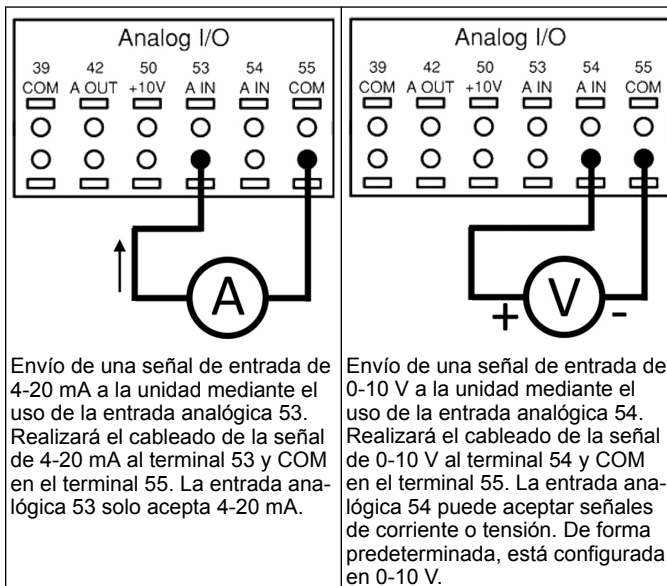 Analog I/O
39 42 50 53 54 55
COM A OUT +10V A IN A IN COM
A
Envío de una señal de entrada de
4-20 mA a la unidad mediante el
uso de la entrada analógica 53.
Realizará el cableado de la señal
de 4-20 mA al terminal 53 y COM
en el terminal 55. La entrada ana-
lógica 53 solo acepta 4-20 mA.
Analog I/O
39 42 50 53 54 55
COM A OUT +10V A IN A IN COM
+ V -
Envío de una señal de entrada de
0-10 V a la unidad mediante el
uso de la entrada analógica 54.
Realizará el cableado de la señal
de 0-10 V al terminal 54 y COM
en el terminal 55. La entrada ana-
lógica 54 puede aceptar señales
de corriente o tensión. De forma
predeterminada, está configurada
en 0-10 V.